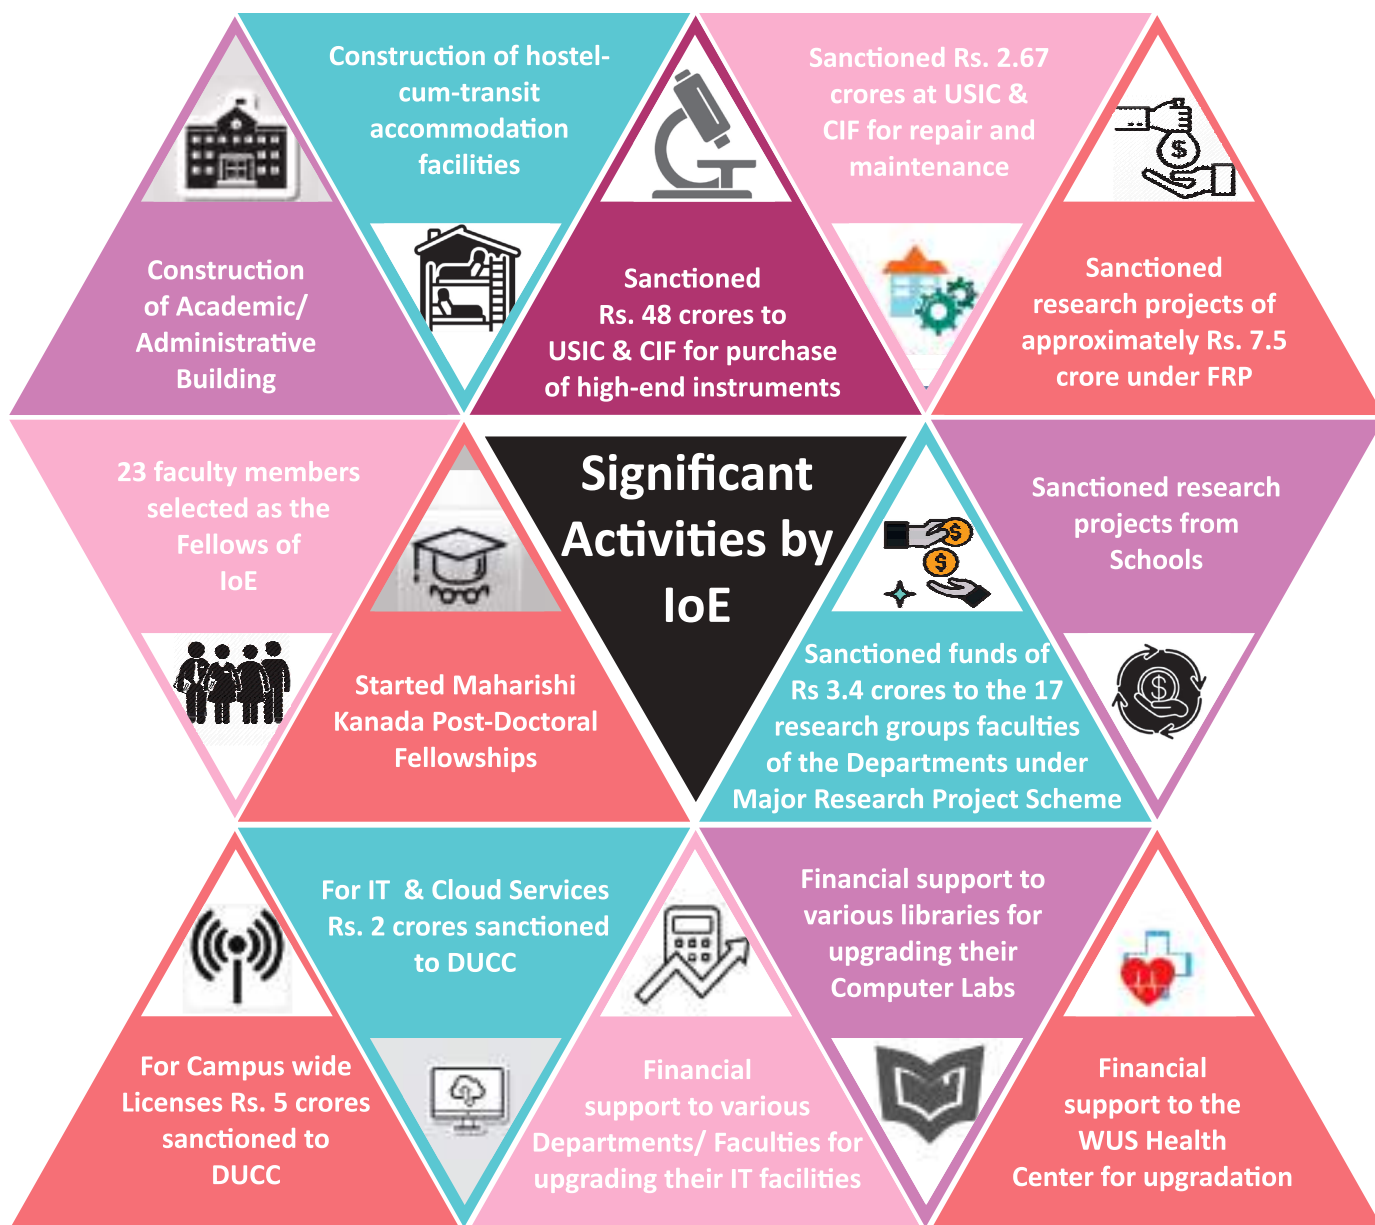 Construction of hostel-
cum-transit
accommodation
facilities
Sanctioned Rs. 2.67
crores at USIC &
CIF for repair and
maintenance
Construction
of Academic/
Administrative
Building
Sanctioned
Rs. 48 crores to
USIC & CIF for purchase
of high-end instruments
Sanctioned
research projects of
approximately Rs. 7.5
crore under FRP
23 faculty members
selected as the
Fellows of
IoE
Started Maharishi
Kanada Post-Doctoral
Fellowships
Significant
Activities by
IoE
Sanctioned funds of
Rs 3.4 crores to the 17
research groups faculties
of the Departments under
Major Research Project Scheme
Sanctioned research
projects from
Schools
For Campus wide
Licenses Rs. 5 crores
sanctioned to
DUCC
For IT & Cloud Services
Rs. 2 crores sanctioned
to DUCC
Financial
support to various
Departments/ Faculties for
upgrading their IT facilities
Financial support to
various libraries for
upgrading their
Computer Labs
Financial
support to the
WUS Health
Center for upgradation